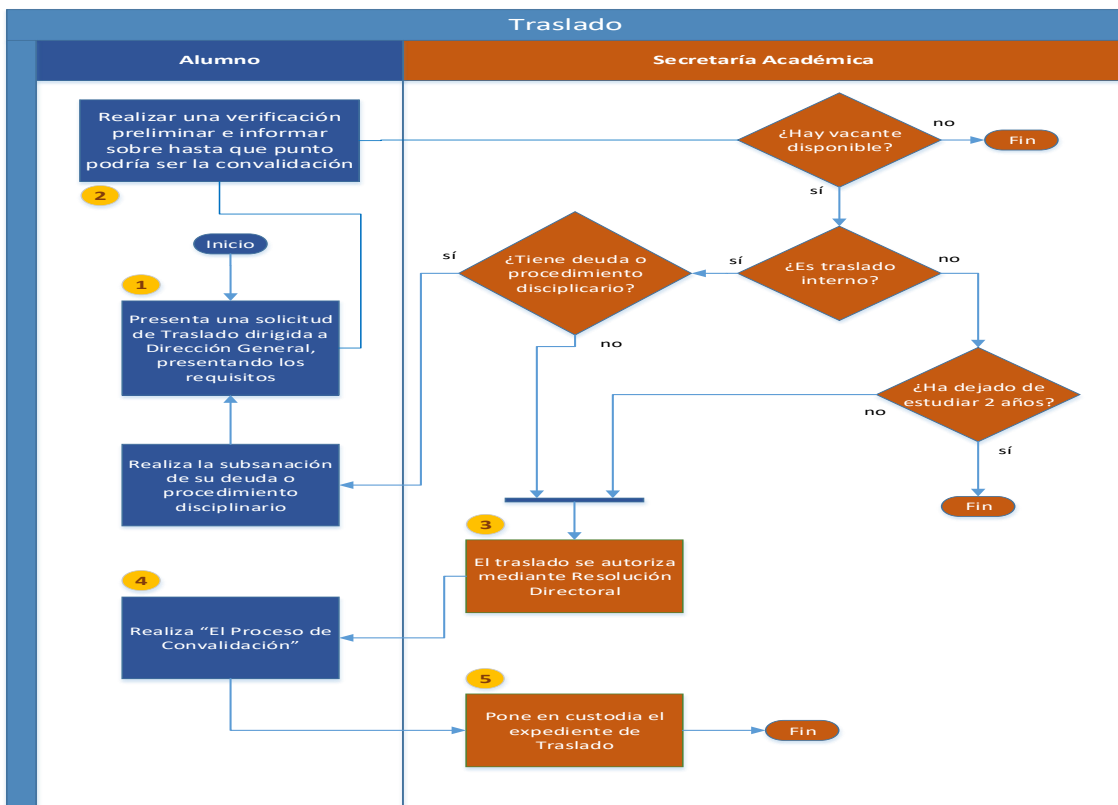 Traslado
Alumno
Secretaría Académica
Realizar una verificación
preliminar e informar
sobre hasta que punto
podría ser la convalidación
2
¿Hay vacante
disponible?
no
Fin
sí
Inicio
1
Presenta una solicitud
de Traslado dirigida a
Dirección General,
presentando los
requisitos
sí
¿Tiene deuda o
procedimiento
disciplicario?
no
sí
¿Es traslado
interno?
no
¿Ha dejado de
estudiar 2 años?
no
sí
Fin
Realiza la subsanación
de su deuda o
procedimiento
disciplinario
3
El traslado se autoriza
mediante Resolución
Directoral
4
Realiza “El Proceso de
Convalidación”
5
Pone en custodia el
expediente de
Traslado
Fin